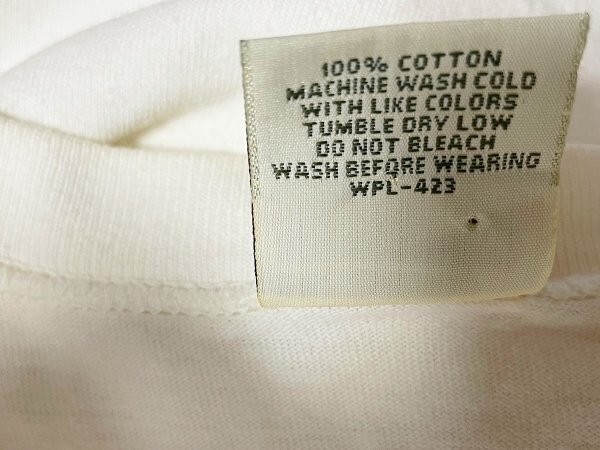 100% COTTON
MACHINE WASH COLD
WITH LIKE COLORS
TUMBLE DRY LOW
DO NOT BLEACH
WASH BEFORE WEARING
WPL-423